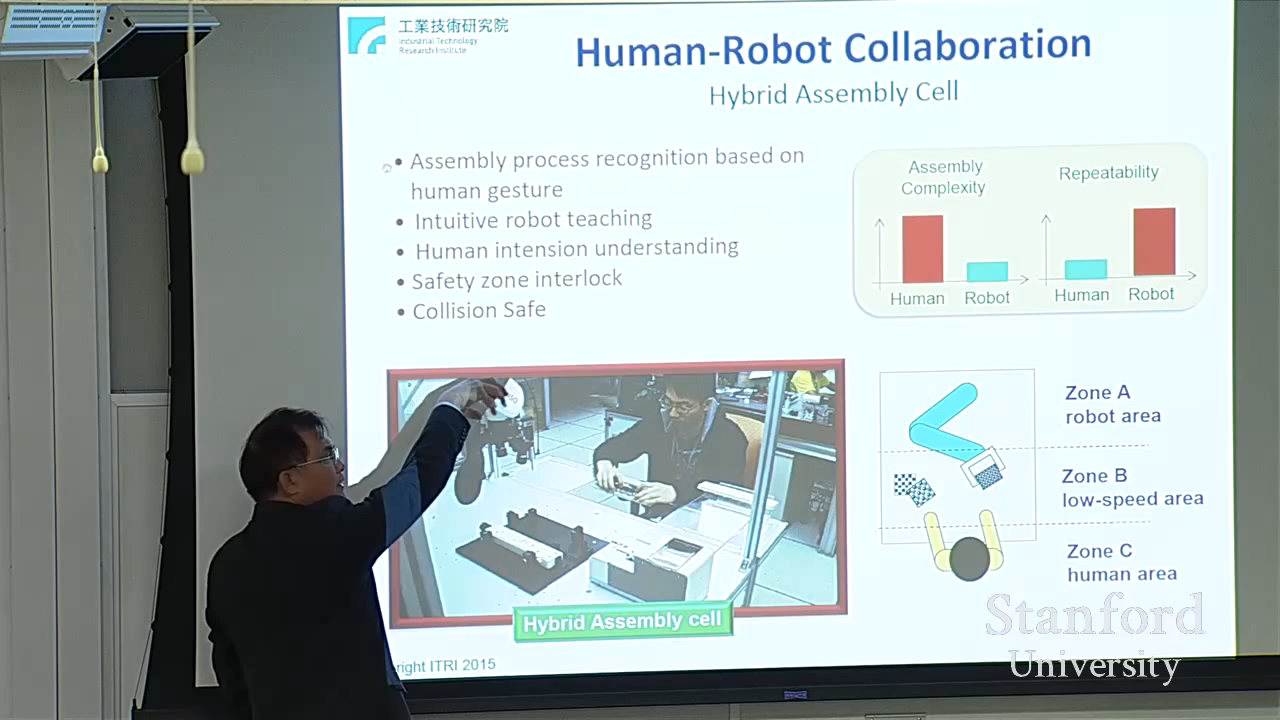 工業技術研究院
Industrial Technology
Research Institute
Human-Robot Collaboration
Hybrid Assembly Cell
• Assembly process recognition based on
human gesture
• Intuitive robot teaching
• Human intension understanding
• Safety zone interlock
• Collision Safe
Assembly
Complexity
Human
Robot
Repeatability
Human
Robot
Zone A
robot area
Zone B
low-speed area
Zone C
human area
Hybrid Assembly cell
right ITRI 2015
Stanford
University